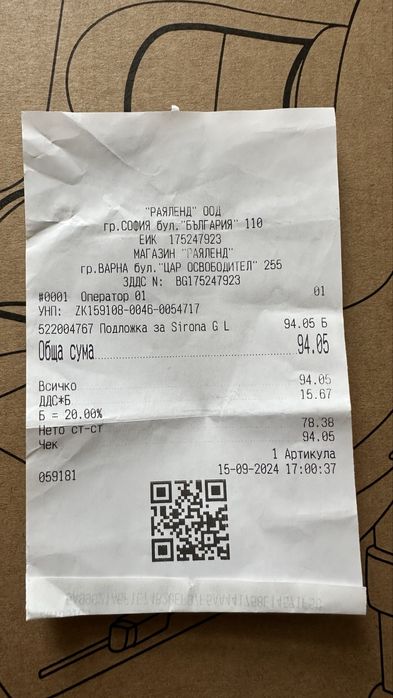 "РАЯЛЕНД" ООД
гр.СОФИЯ бул."БЪЛГАРИЯ" 110
ЕИК 175247923
МАГАЗИН "РАЯЛЕНД"
гр.ВАРНА бул."ЦАР ОСВОБОДИТЕЛ" 255
ЗДДС N: BG175247923
#0001 Оператор 01 01
УНП: ZK159108-0046-0054717
522004767 Подложка за Sirona G L 94.05 Б
Обща сума 94.05
Всичко 94.05
ДДС*Б 15.67
Б = 20.00%
Нето ст-ст 78.38
Чек 94.05
1 Артикула
059181 15-09-2024 17:00:37